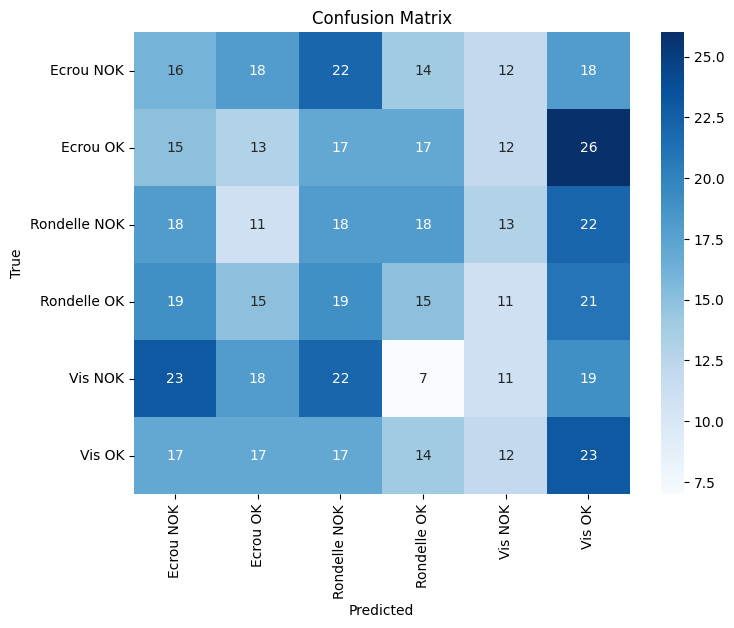 Confusion Matrix
True
Ecrou NOK 16 18 22 14 12 18
Ecrou OK 15 13 17 17 12 26
Rondelle NOK 18 11 18 18 13 22
Rondelle OK 19 15 19 15 11 21
Vis NOK 23 18 22 7 11 19
Vis OK 17 17 17 14 12 23
Ecrou NOK
Ecrou OK
Rondelle NOK
Rondelle OK
Vis NOK
Vis OK
Predicted
25.0
22.5
20.0
17.5
15.0
12.5
10.0
7.5